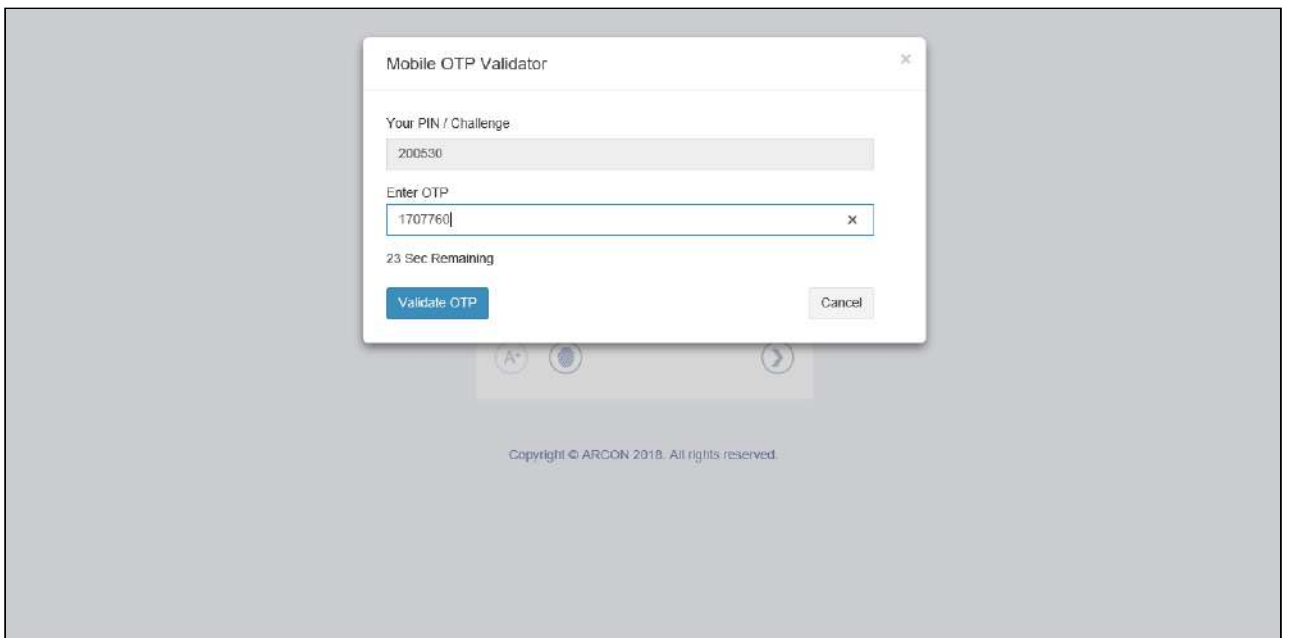 Mobile OTP Validator
×
Your PIN / Challenge
200530
Enter OTP
1707760
×
23 Sec Remaining
Validate OTP
Cancel
A+
Copyright © ARCON 2018. All rights reserved.